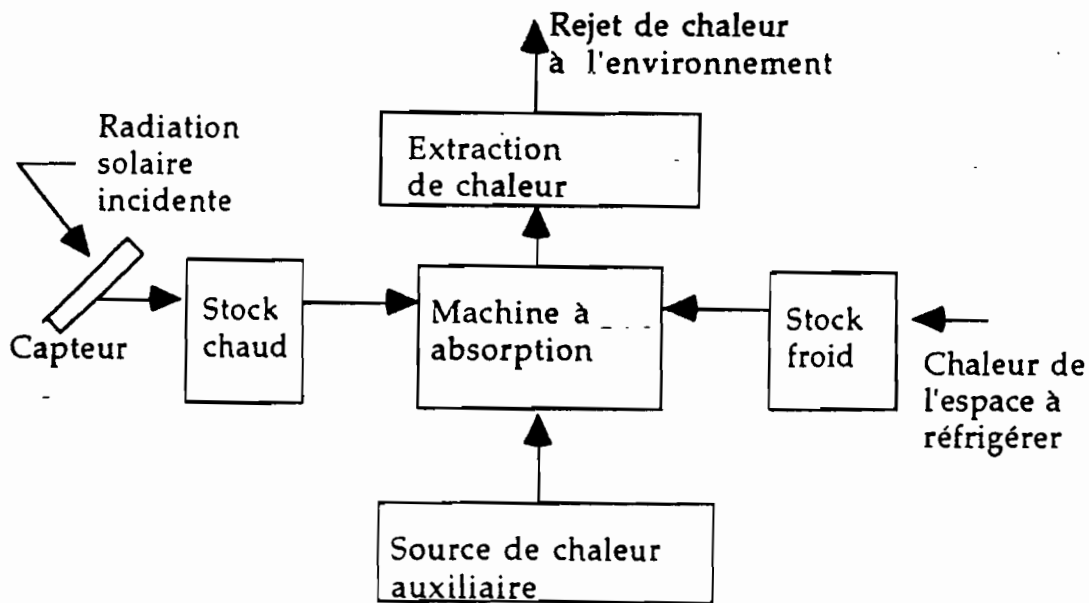 Rejet de chaleur
à l'environnement
Radiation
solaire
incidente
Extraction
de chaleur
Capteur
Stock
chaud
Machine à
absorption
Stock
froid
Chaleur de
l'espace à
réfrigérer
Source de chaleur
auxiliaire